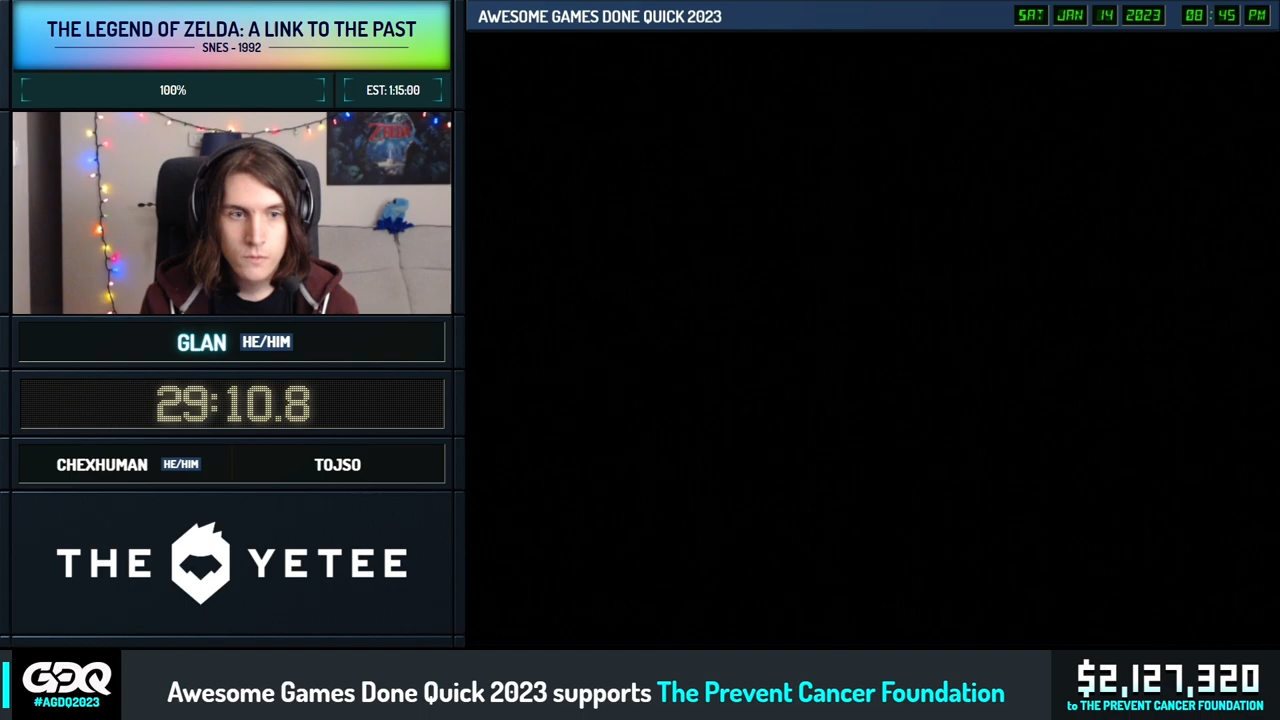 THE LEGEND OF ZELDA: A LINK TO THE PAST
SNES - 1992
100%
EST: 1:15:00
AWESOME GAMES DONE QUICK 2023
SAT JAN 14 2023 08:45 PM
ZELDA
GLAN HE/HIM
29:10.8
CHEXHUMAN HE/HIM
TOJSO
THE YETEE
GDQ
#AGDQ2023
Awesome Games Done Quick 2023 supports The Prevent Cancer Foundation
$2,127,320
to THE PREVENT CANCER FOUNDATION